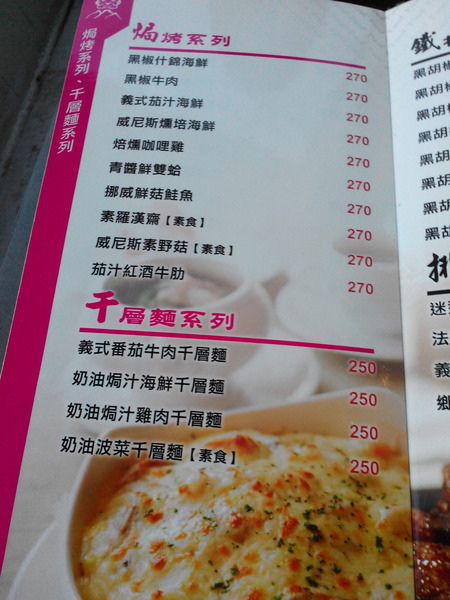 焗烤系列、千層麵系列
焗烤系列
黑椒什錦海鮮 270
黑椒牛肉 270
義式茄汁海鮮 270
威尼斯燻培海鮮 270
焙燻咖哩雞 270
青醬鮮雙蛤 270
挪威鮮菇鮭魚 270
素羅漢齋【素食】 270
威尼斯素野菇【素食】 270
茄汁紅酒牛肋 270
千層麵系列
義式番茄牛肉千層麵 250
奶油焗汁海鮮千層麵 250
奶油焗汁雞肉千層麵 250
奶油波菜千層麵【素食】 250
鐵
黑胡椒
黑胡椒
黑胡
黑胡
黑胡
黑胡
黑胡
黑胡
排
迷
法
義
鄉